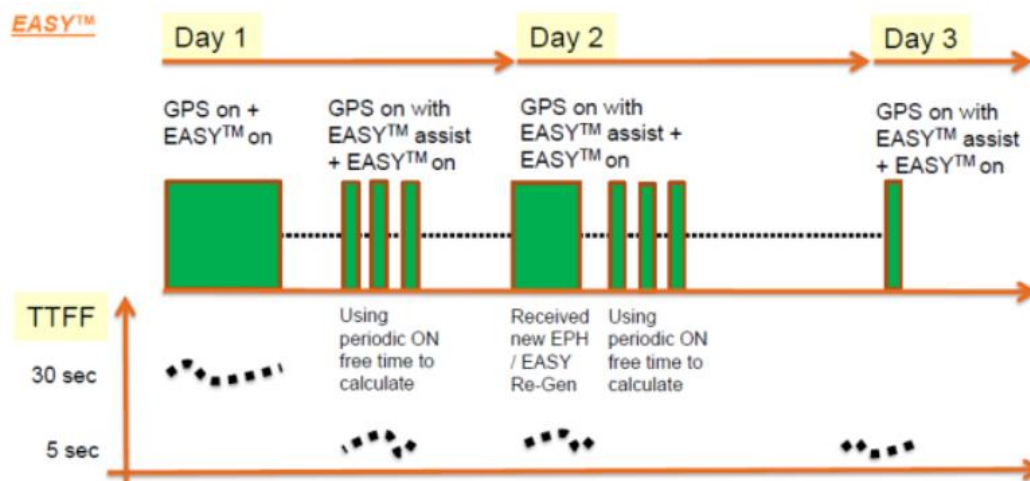 EASY™
Day 1
Day 2
Day 3
GPS on +
EASY™ on
GPS on with
EASY™ assist
+ EASY™ on
GPS on with
EASY™ assist +
EASY™ on
GPS on with
EASY™ assist
+ EASY™ on
TTFF
Using
periodic ON
free time to
calculate
Received
new EPH
/ EASY
Re-Gen
Using
periodic ON
free time to
calculate
30 sec
5 sec